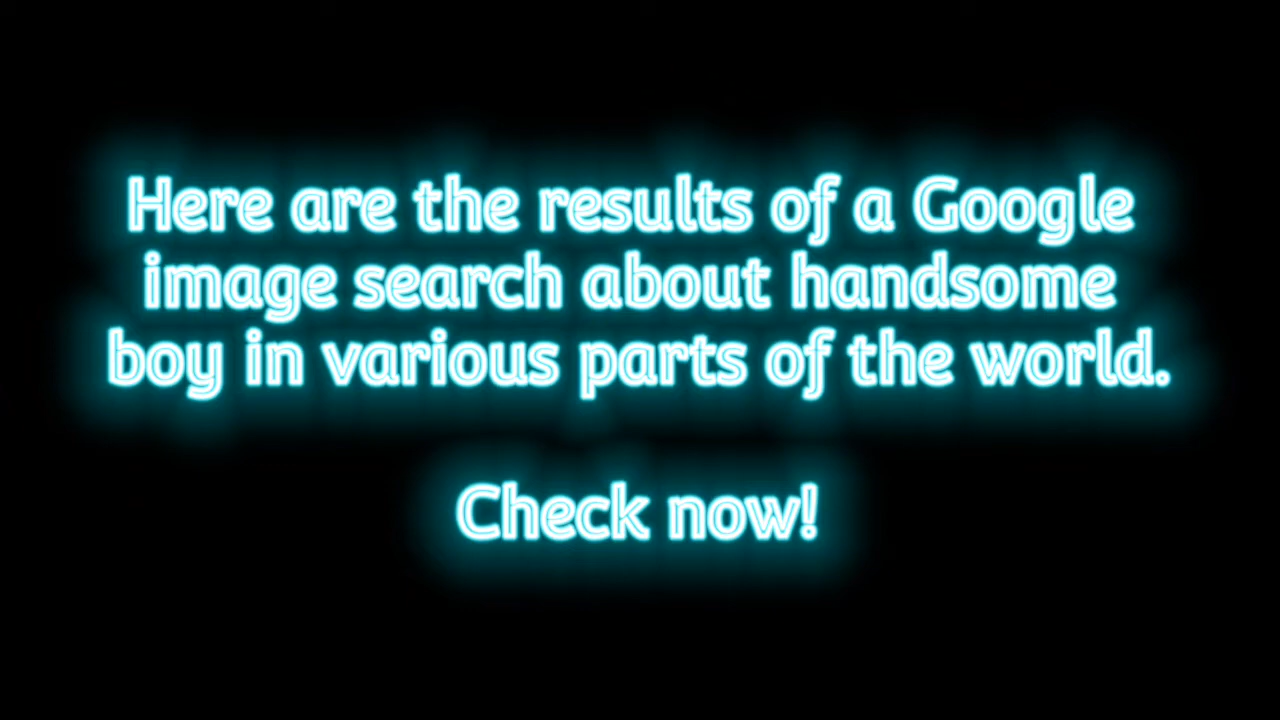 Here are the results of a Google
image search about handsome
boy in various parts of the world.
Check now!